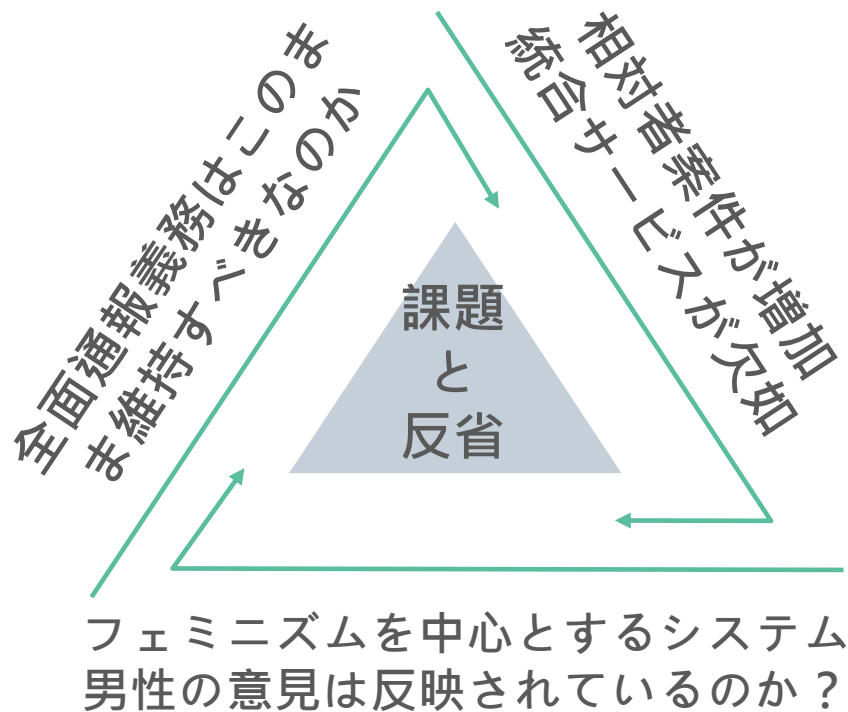 全面通報義務はこのま
ま維持すべきなのか
相対者案件が増加
統合サービスが欠如
課題
と
反省
フェミニズムを中心とするシステム
男性の意見は反映されているのか？